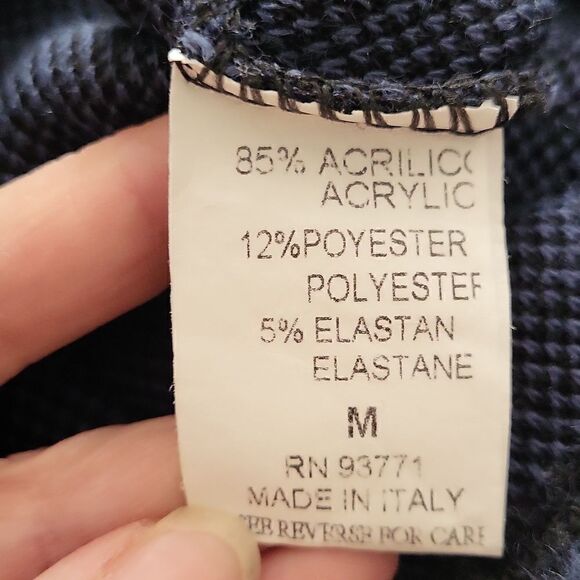 85% ACRILICO
ACRYLIC
12%POYESTER
POLYESTER
5% ELASTAN
ELASTANE
M
RN 93771
MADE IN ITALY
SEE REVERSE FOR CARE